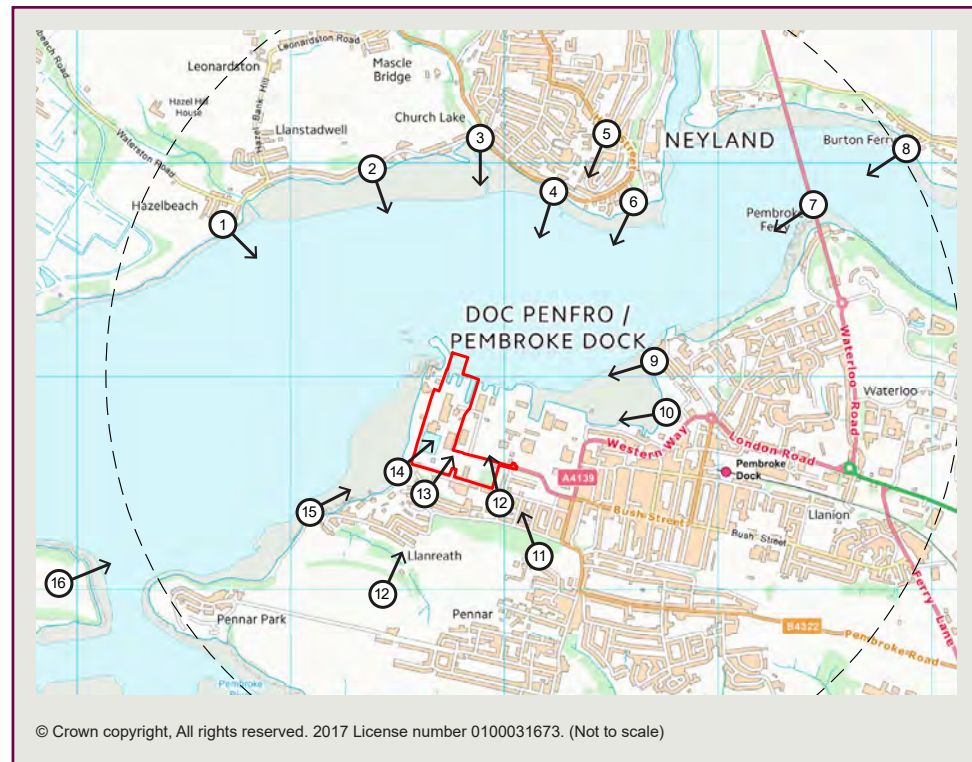 Leonardston Road
Leonardston
Mascle
Bridge
Hazel Hill
House
Hazel Bank Hill
Llanstadwell
Church Lake
Waterston Road
Hazelbeach
Street
NEYLAND
Burton Ferry
Pembroke
Ferry
1
2
3
4
5
6
7
8
DOC PENFRO /
PEMBROKE DOCK
9
10
Waterloo
Waterloo Road
Western Way
London Road
Pembroke
Dock
A4139
14
13
12
15
Bush Street
Bush Street
Llanion
11
Llanreath
12
16
Pennar Park
Pennar
Ferry Lane
B4322
Pembroke Road
Pembroke
© Crown copyright, All rights reserved. 2017 License number 0100031673. (Not to scale)